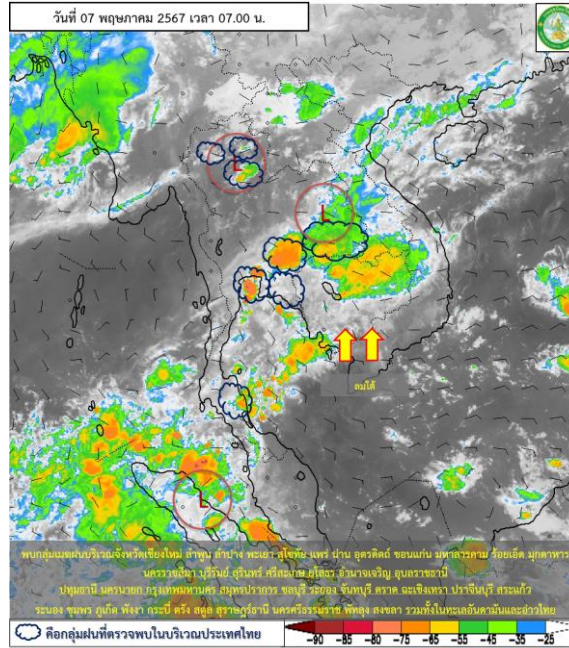 วันที่ 07 พฤษภาคม 2567 เวลา 07.00 น.
L
L
ลมใต้
L
พบกลุ่มเมฆฝนบริเวณจังหวัดเชียงใหม่ ลำพูน ลำปาง พะเยา สุโขทัย แพร่ น่าน อุตรดิตถ์ ขอนแก่น มหาสารคาม ร้อยเอ็ด มุกดาหาร
นครราชสีมา บุรีรัมย์ สุรินทร์ ศรีสะเกษ ยโสธร อำนาจเจริญ อุบลราชธานี
ปทุมธานี นครนายก กรุงเทพมหานคร สมุทรปราการ ชลบุรี ระยอง จันทบุรี ตราด ฉะเชิงเทรา ปราจีนบุรี สระแก้ว
ระนอง ชุมพร ภูเก็ต พังงา กระบี่ ตรัง สตูล สุราษฎร์ธานี นครศรีธรรมราช พัทลุง สงขลา รวมทั้งในทะเลอันดามันและอ่าวไทย
คือกลุ่มฝนที่ตรวจพบในบริเวณประเทศไทย
-90 -85 -75 -65 -55 -45 -35 -25